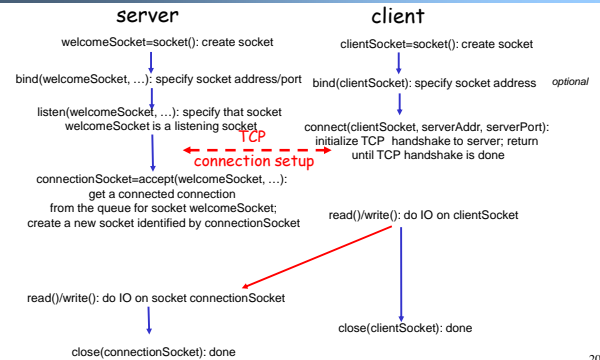 server
welcomeSocket=socket(): create socket
bind(welcomeSocket, …): specify socket address/port
listen(welcomeSocket, …): specify that socket
welcomeSocket is a listening socket
TCP
connection setup
connectionSocket=accept(welcomeSocket, …):
get a connected connection
from the queue for socket welcomeSocket;
create a new socket identified by connectionSocket
read()/write(): do IO on socket connectionSocket
close(connectionSocket): done
client
clientSocket=socket(): create socket
bind(clientSocket): specify socket address
optional
connect(clientSocket, serverAddr, serverPort):
initialize TCP handshake to server; return
until TCP handshake is done
read()/write(): do IO on clientSocket
close(clientSocket): done